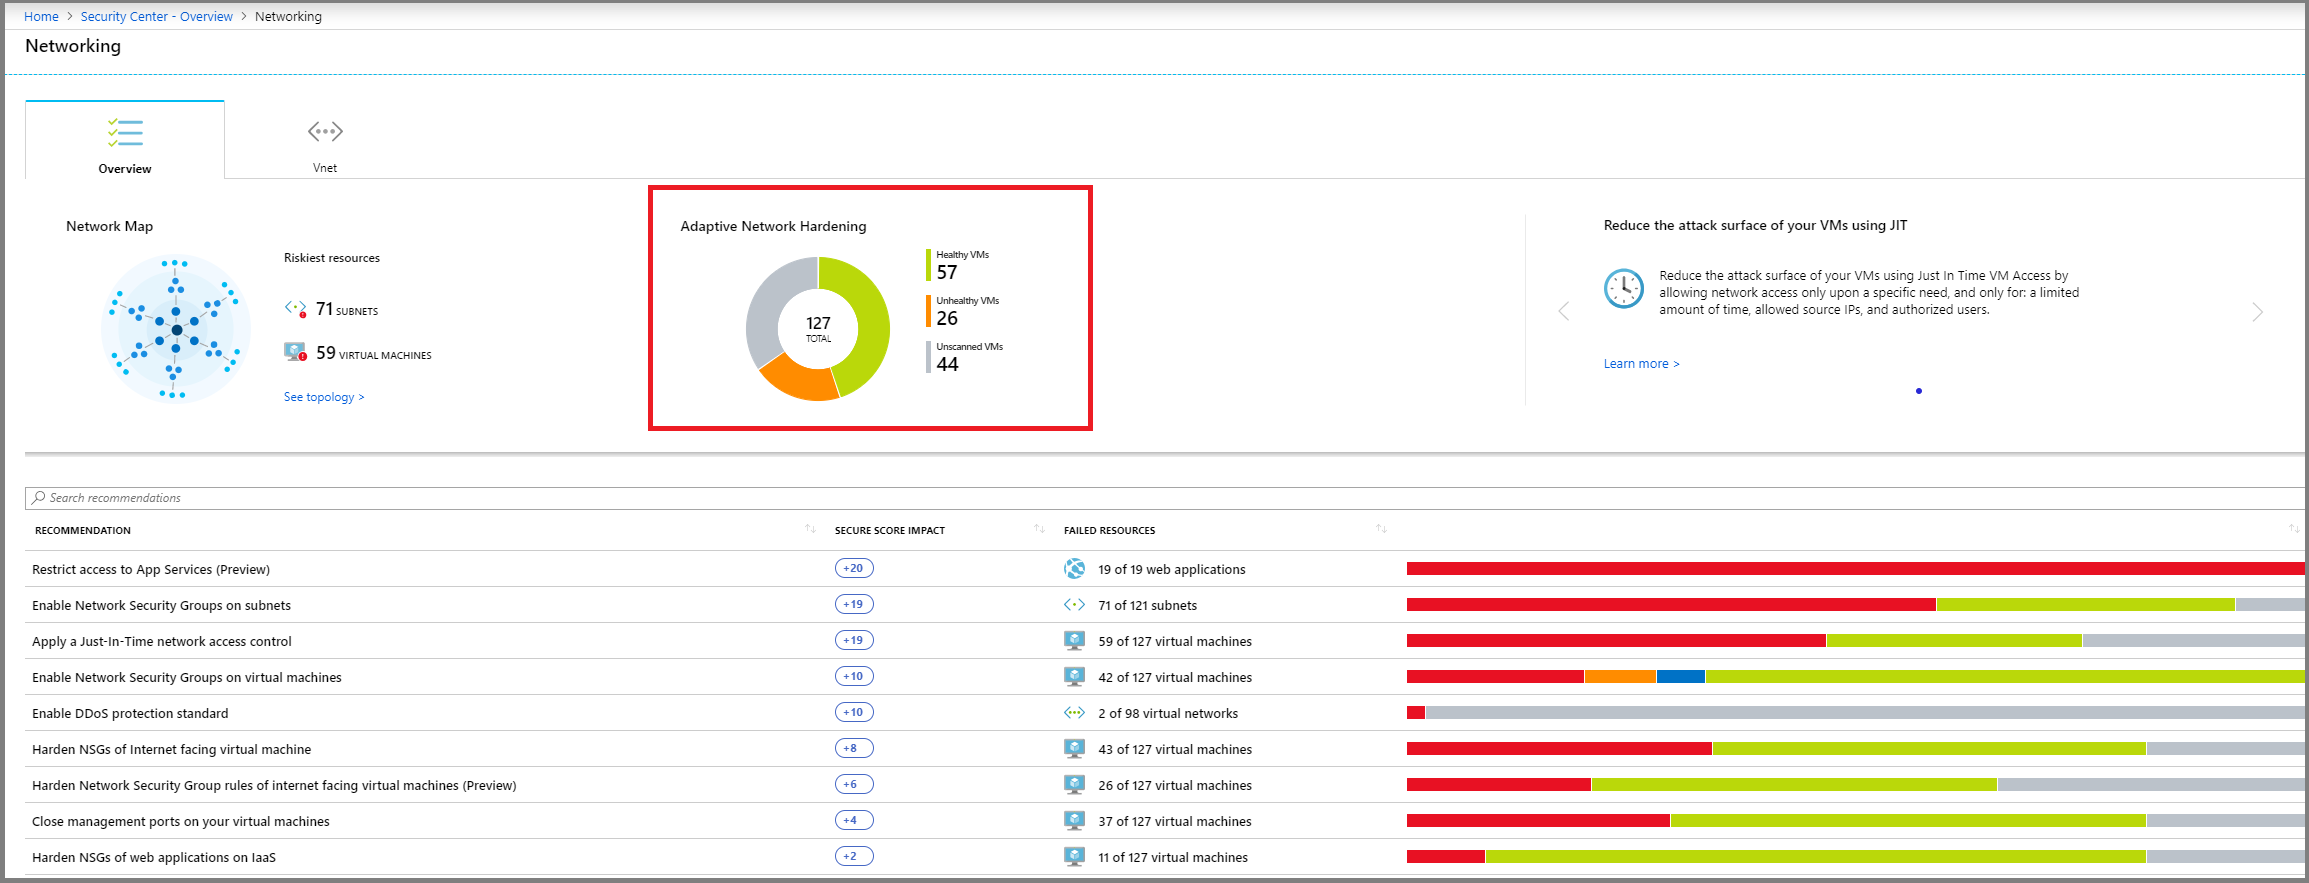 Home > Security Center - Overview > Networking
Networking
Overview
Vnet
Network Map
Riskiest resources
71 SUBNETS
59 VIRTUAL MACHINES
See topology >
Adaptive Network Hardening
127
TOTAL
Healthy VMs
57
Unhealthy VMs
26
Unscanned VMs
44
Reduce the attack surface of your VMs using JIT
Reduce the attack surface of your VMs using Just In Time VM Access by
allowing network access only upon a specific need, and only for: a limited
amount of time, allowed source IPs, and authorized users.
Learn more >
Search recommendations
RECOMMENDATION SECURE SCORE IMPACT FAILED RESOURCES
Restrict access to App Services (Preview) +20 19 of 19 web applications
Enable Network Security Groups on subnets +19 71 of 121 subnets
Apply a Just-In-Time network access control +19 59 of 127 virtual machines
Enable Network Security Groups on virtual machines +10 42 of 127 virtual machines
Enable DDoS protection standard +10 2 of 98 virtual networks
Harden NSGs of Internet facing virtual machine +8 43 of 127 virtual machines
Harden Network Security Group rules of internet facing virtual machines (Preview) +6 26 of 127 virtual machines
Close management ports on your virtual machines +4 37 of 127 virtual machines
Harden NSGs of web applications on IaaS +2 11 of 127 virtual machines